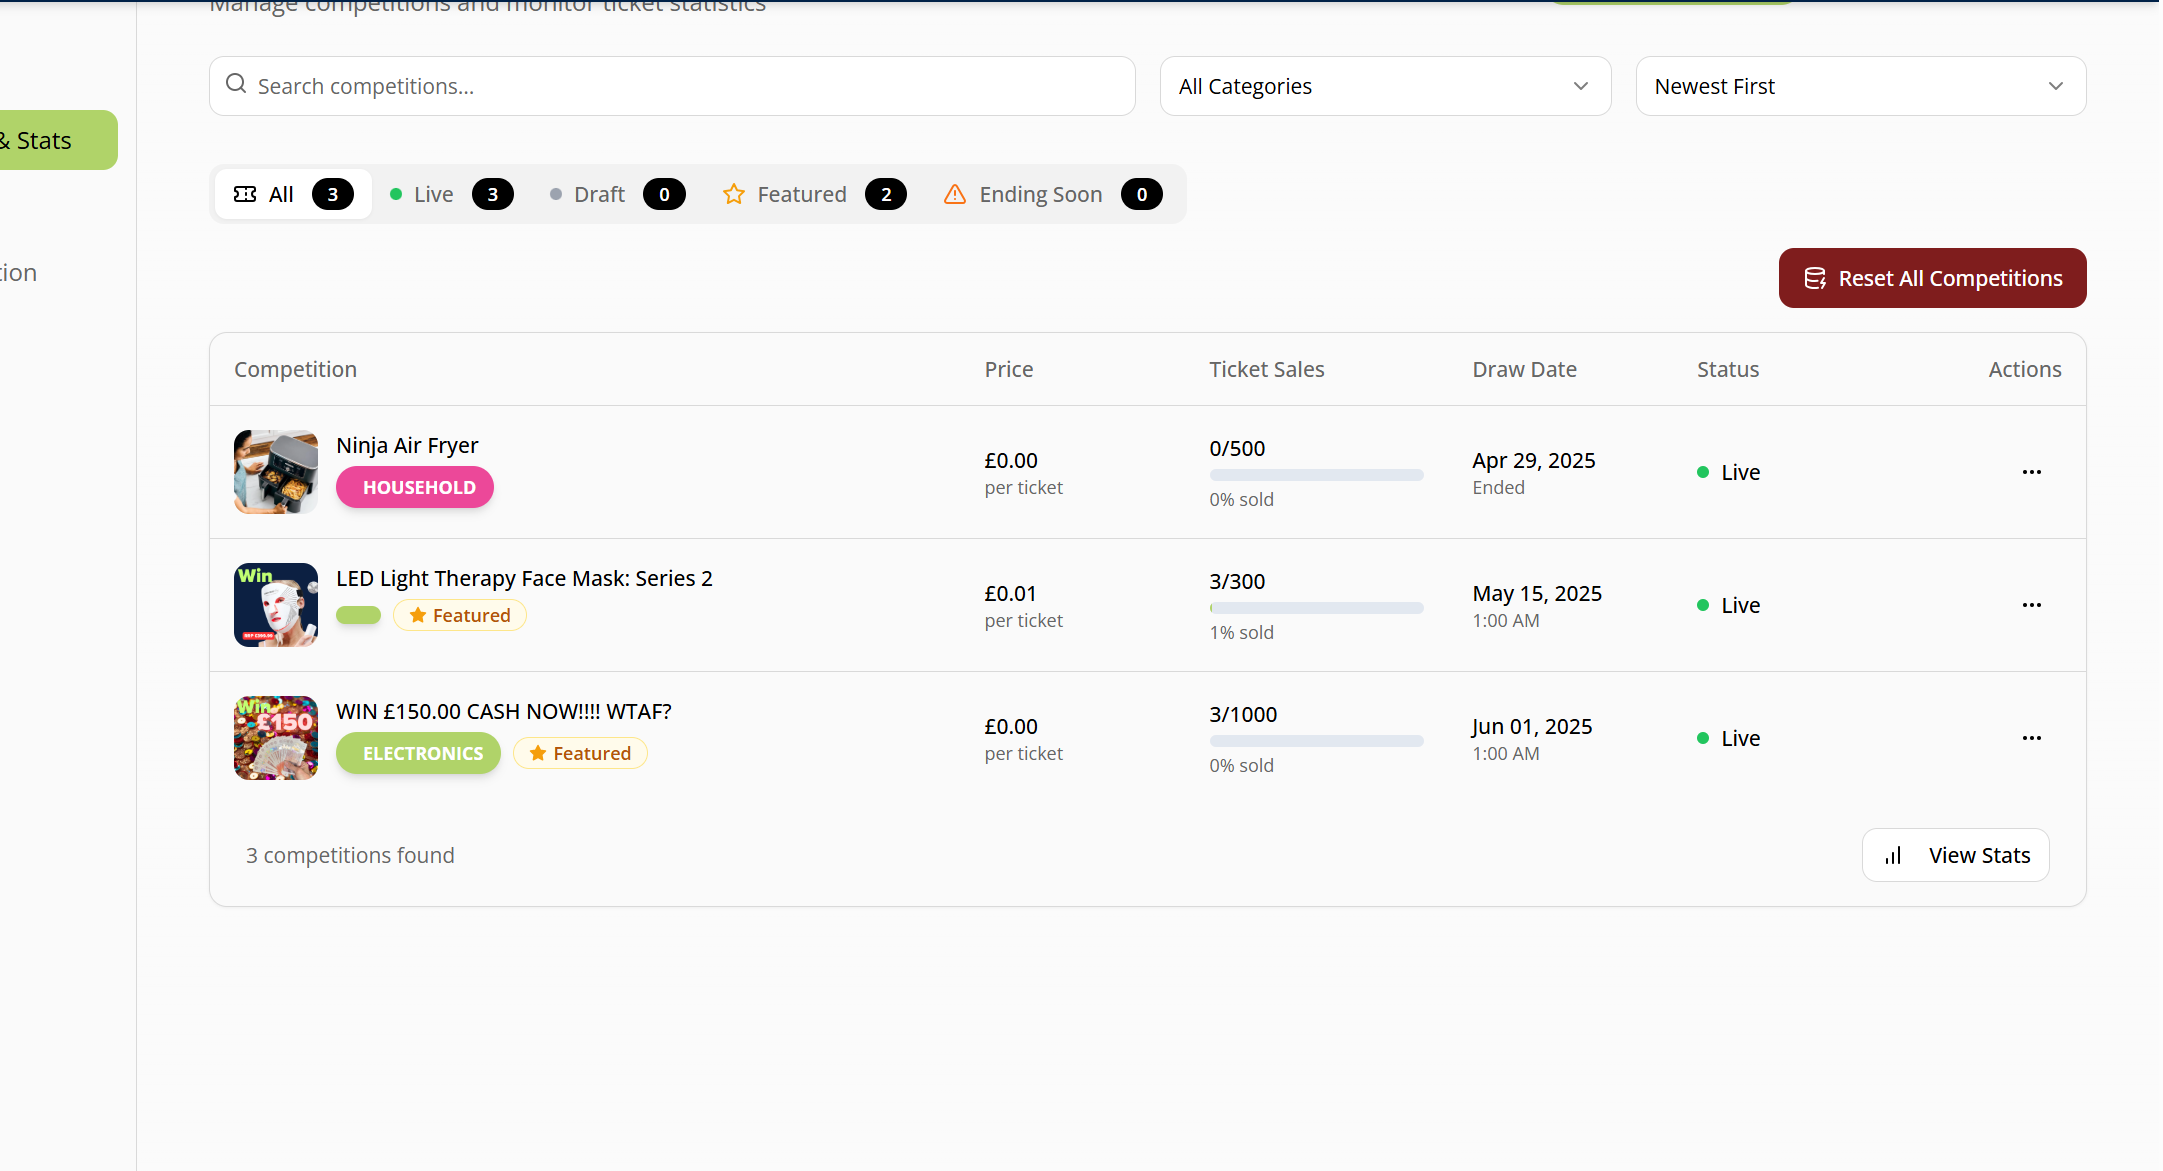 Manage competitions and monitor ticket statistics
Search competitions...
All Categories
Newest First
& Stats
All 3
Live 3
Draft 0
Featured 2
Ending Soon 0
tion
Reset All Competitions
Competition Price Ticket Sales Draw Date Status Actions
Ninja Air Fryer
HOUSEHOLD
£0.00
per ticket
0/500
0% sold
Apr 29, 2025
Ended
Live
Win
LED Light Therapy Face Mask: Series 2
Featured
£0.01
per ticket
3/300
1% sold
May 15, 2025
1:00 AM
Live
Win
£150
WIN £150.00 CASH NOW!!!! WTAF?
ELECTRONICS
Featured
£0.00
per ticket
3/1000
0% sold
Jun 01, 2025
1:00 AM
Live
3 competitions found
View Stats